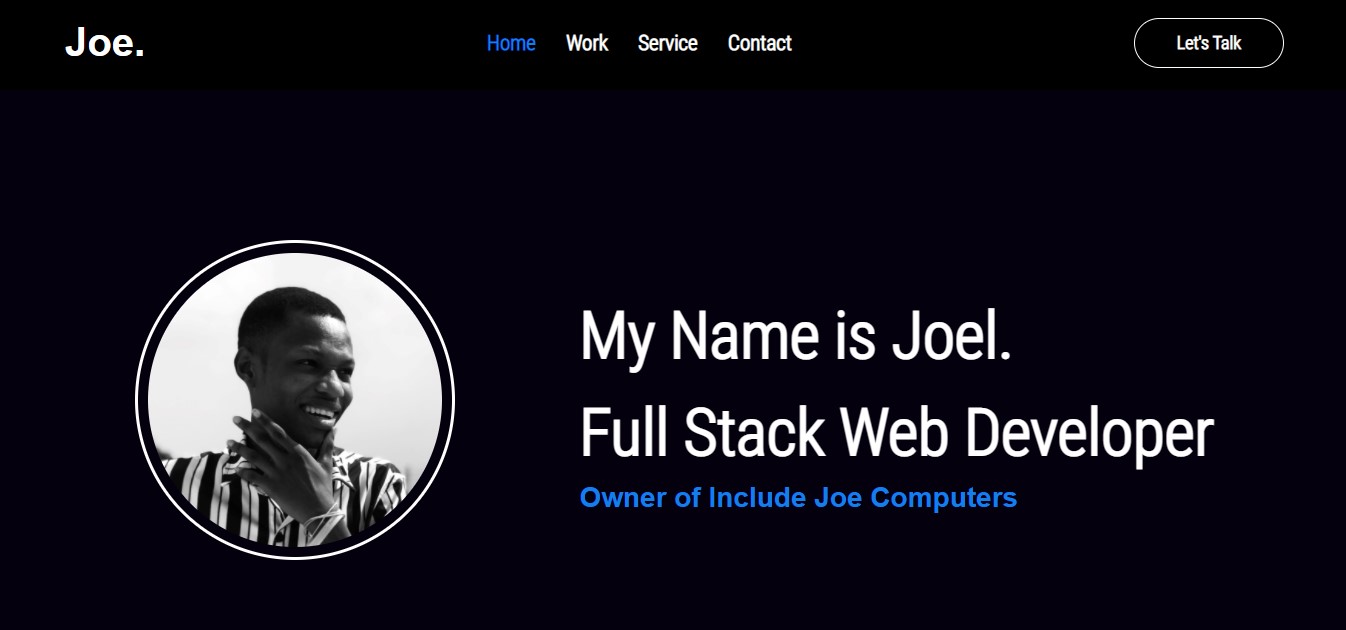 Joe.
Home Work Service Contact
Let's Talk
My Name is Joel.
Full Stack Web Developer
Owner of Include Joe Computers